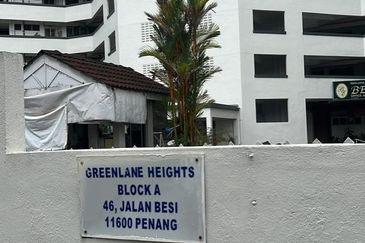 GREENLANE HEIGHTS
BLOCK A
46, JALAN BESI
11600 PENANG